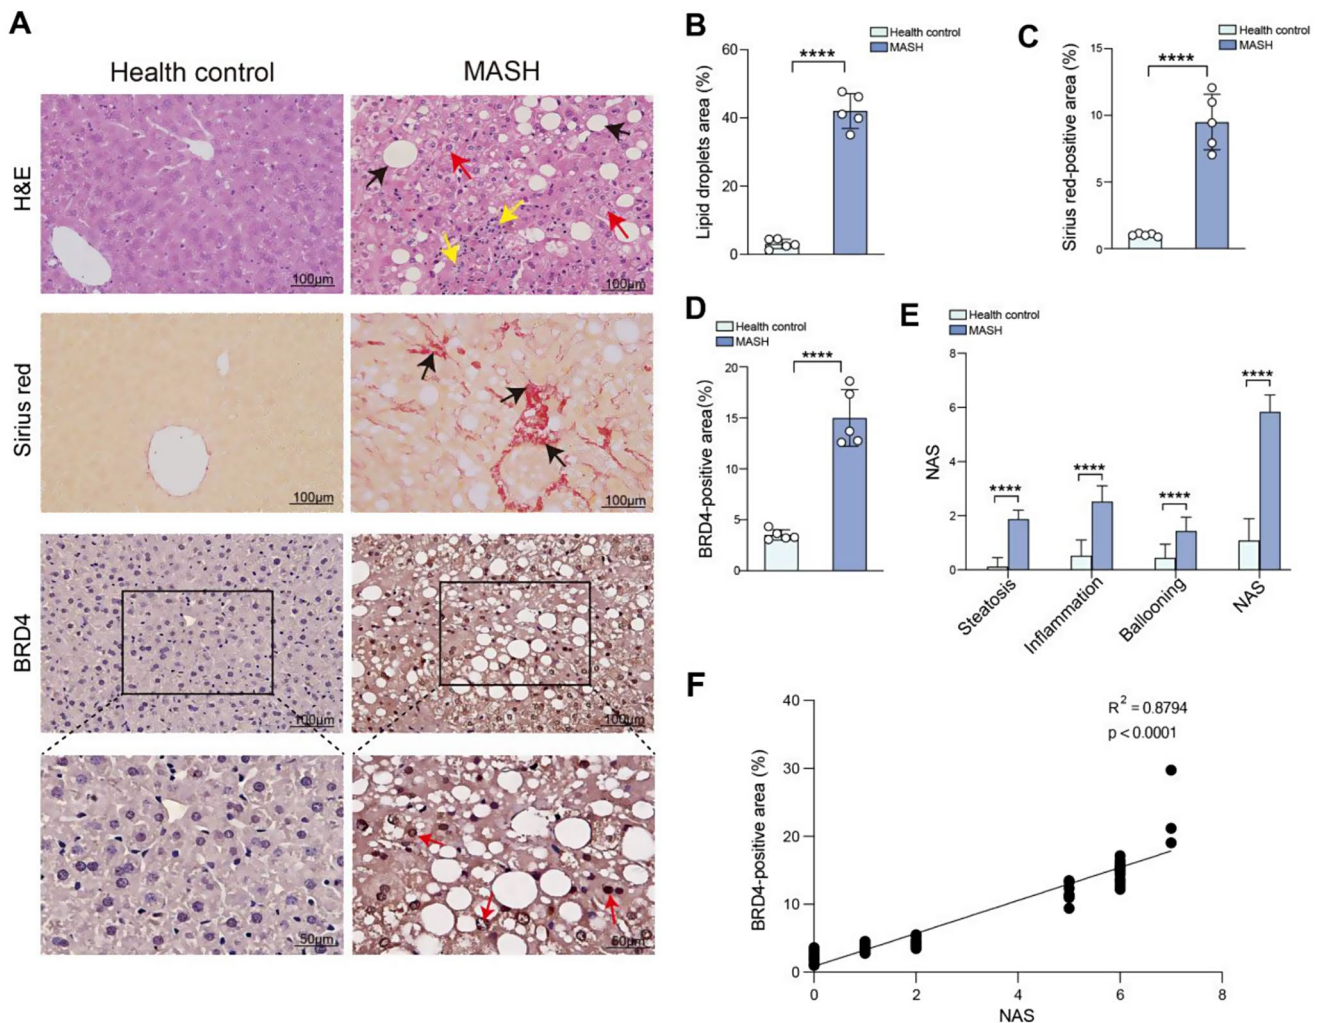 A
Health control
MASH
H&E
100μm
100μm
Sirius red
100μm
100μm
BRD4
100μm
100μm
50μm
50μm
B
Health control
MASH
Lipid droplets area (%)
60
40
20
0
****
C
Health control
MASH
Sirius red-positive area (%)
15
10
5
0
****
D
Health control
MASH
BRD4-positive area(%)
20
15
10
5
0
****
E
Health control
MASH
NAS
8
6
4
2
0
****
****
****
****
Steatosis
Inflammation
Ballooning
NAS
F
R² = 0.8794
p < 0.0001
BRD4-positive area (%)
40
30
20
10
0
0
2
4
6
8
NAS